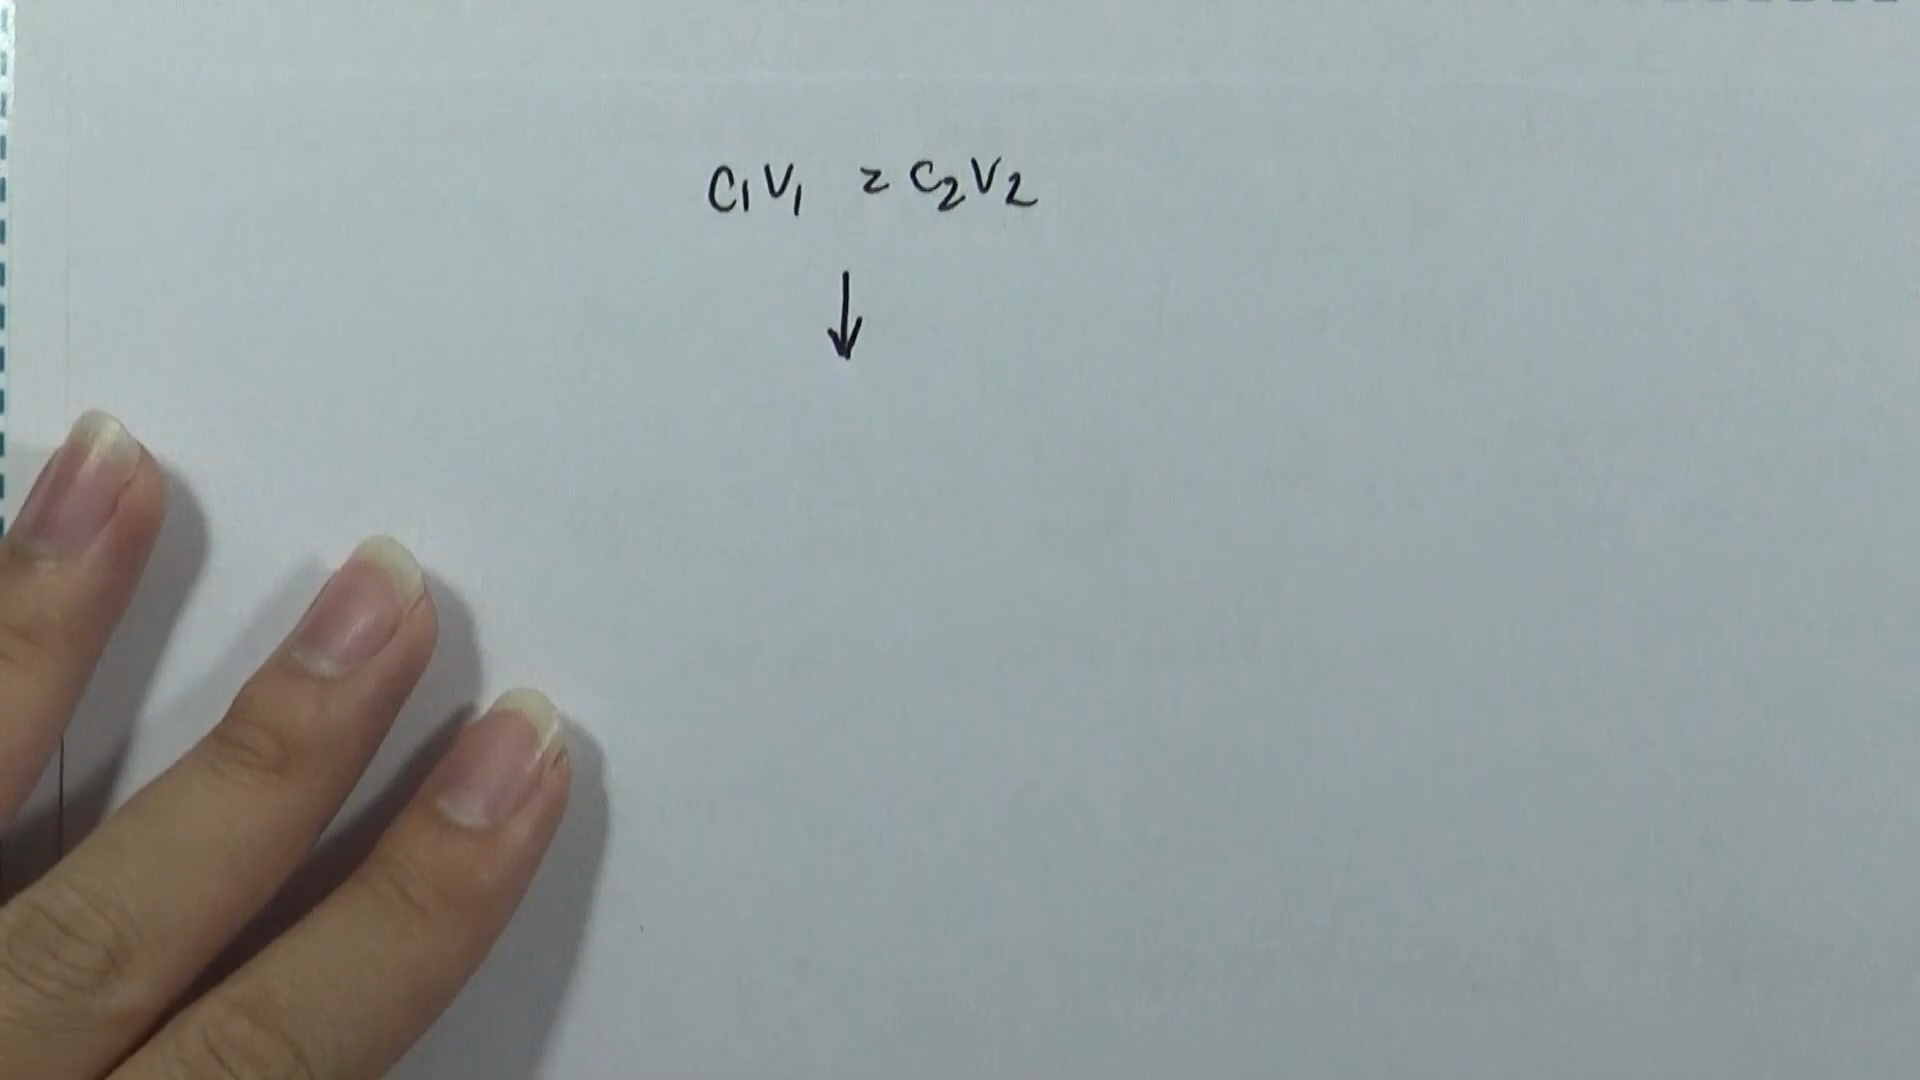 C₁V₁ = C₂V₂
↓